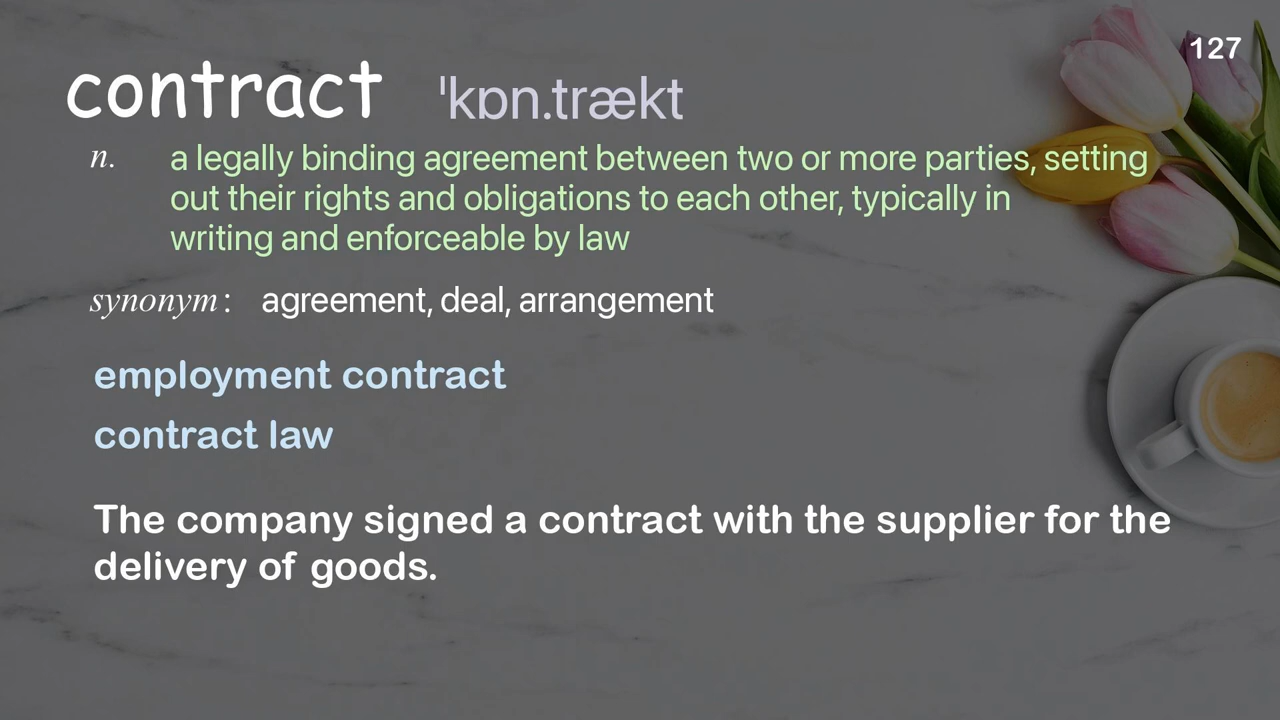 127
contract ˈkɒn.trækt
n. a legally binding agreement between two or more parties, setting
out their rights and obligations to each other, typically in
writing and enforceable by law
synonym: agreement, deal, arrangement
employment contract
contract law
The company signed a contract with the supplier for the
delivery of goods.